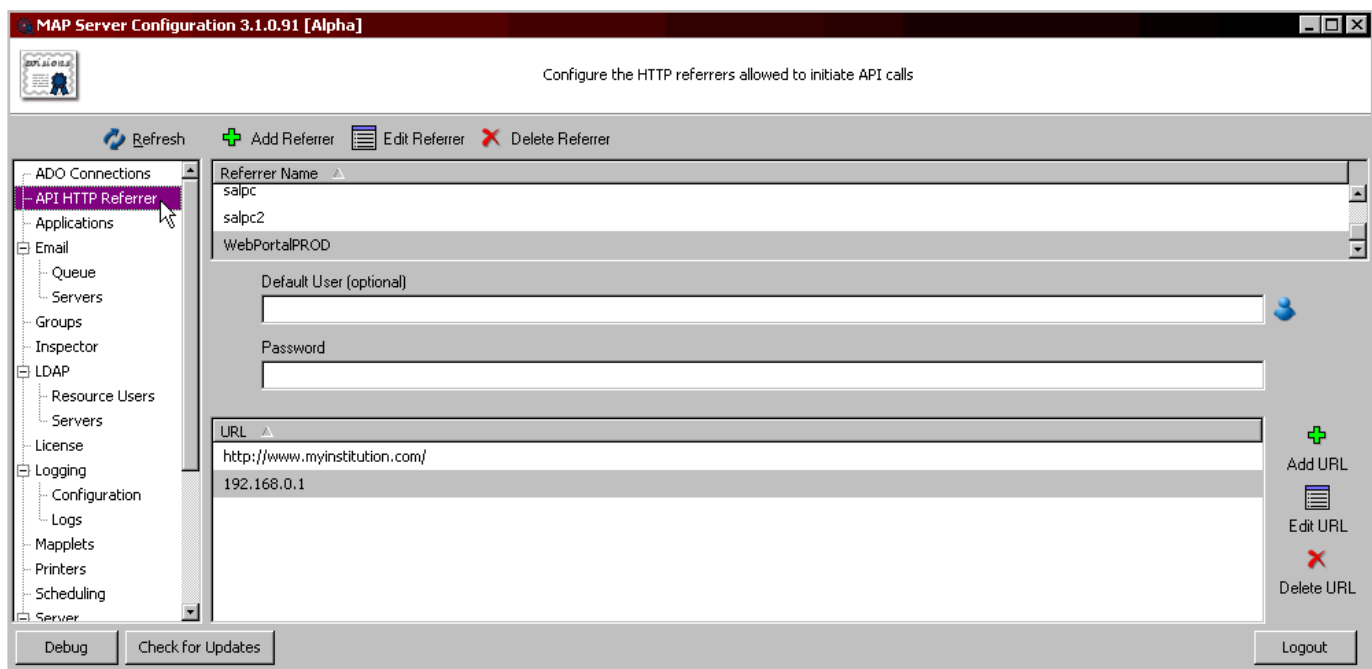 MAP Server Configuration 3.1.0.91 [Alpha]
evisions
Configure the HTTP referrers allowed to initiate API calls
Refresh
Add Referrer
Edit Referrer
Delete Referrer
ADO Connections
API HTTP Referrer
Applications
Email
Queue
Servers
Groups
Inspector
LDAP
Resource Users
Servers
License
Logging
Configuration
Logs
Mapplets
Printers
Scheduling
Server
Referrer Name
salpc
salpc2
WebPortalPROD
Default User (optional)
Password
URL
http://www.myinstitution.com/
192.168.0.1
Add URL
Edit URL
Delete URL
Debug
Check for Updates
Logout